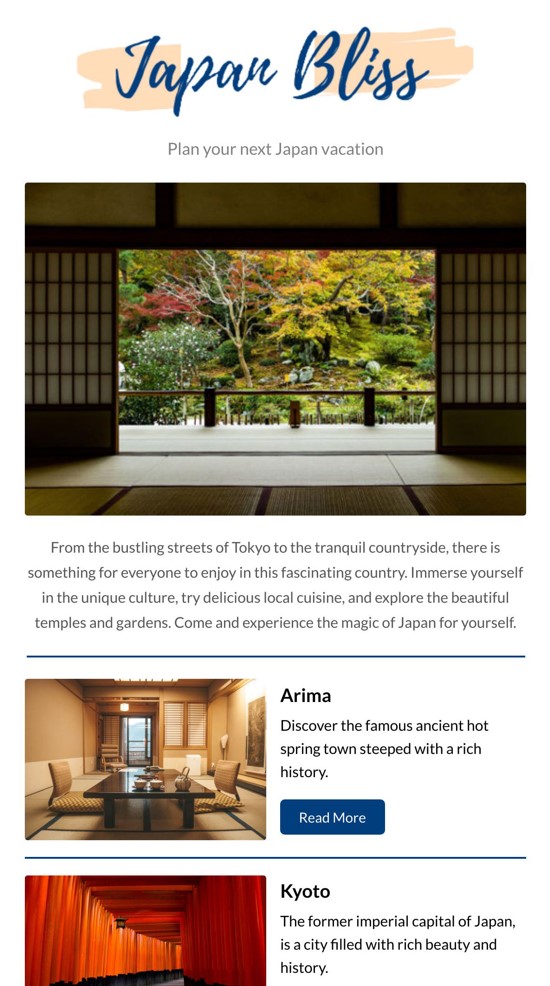 Japan Bliss
Plan your next Japan vacation
From the bustling streets of Tokyo to the tranquil countryside, there is
something for everyone to enjoy in this fascinating country. Immerse yourself
in the unique culture, try delicious local cuisine, and explore the beautiful
temples and gardens. Come and experience the magic of Japan for yourself.
Arima
Discover the famous ancient hot
spring town steeped with a rich
history.
Read More
Kyoto
The former imperial capital of Japan,
is a city filled with rich beauty and
history.